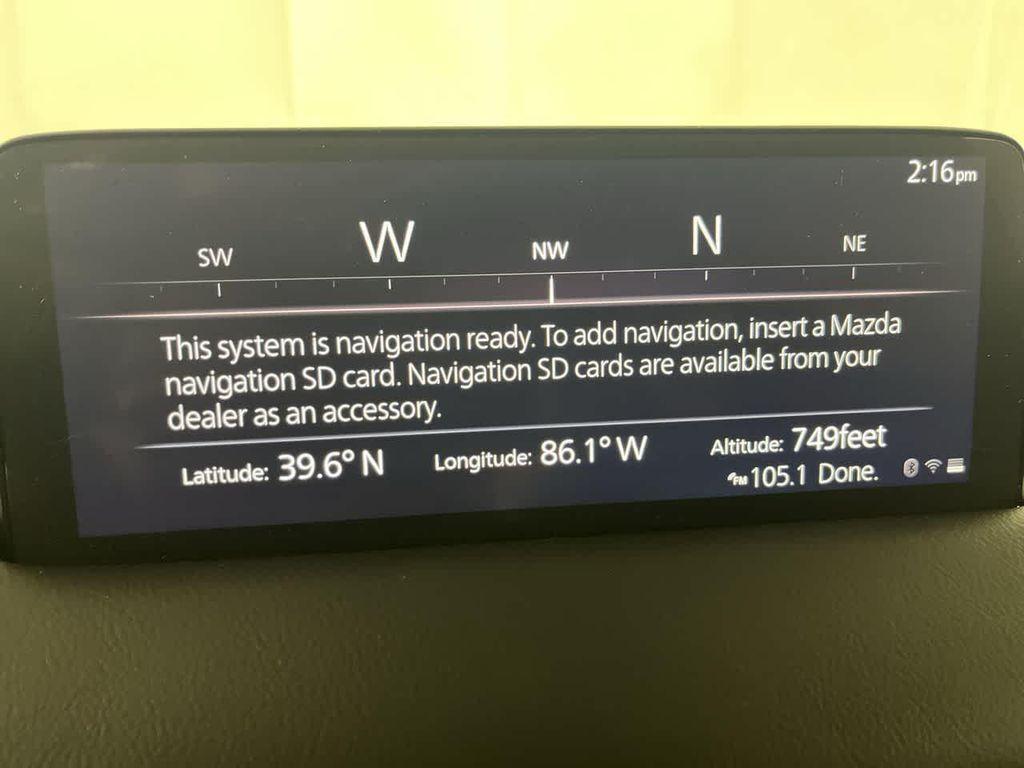 2:16pm
SW W NW N NE
This system is navigation ready. To add navigation, insert a Mazda
navigation SD card. Navigation SD cards are available from your
dealer as an accessory.
Latitude: 39.6° N Longitude: 86.1° W Altitude: 749feet
FM 105.1 Done.